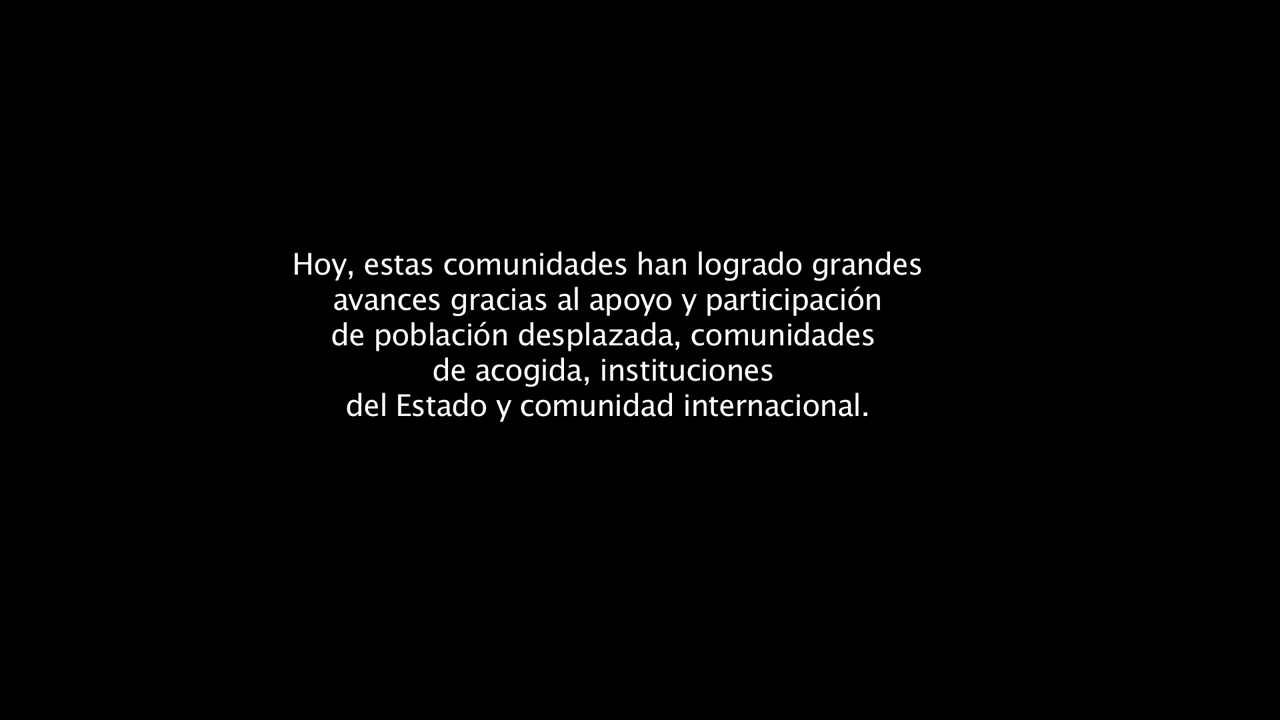 Hoy, estas comunidades han logrado grandes
avances gracias al apoyo y participación
de población desplazada, comunidades
de acogida, instituciones
del Estado y comunidad internacional.